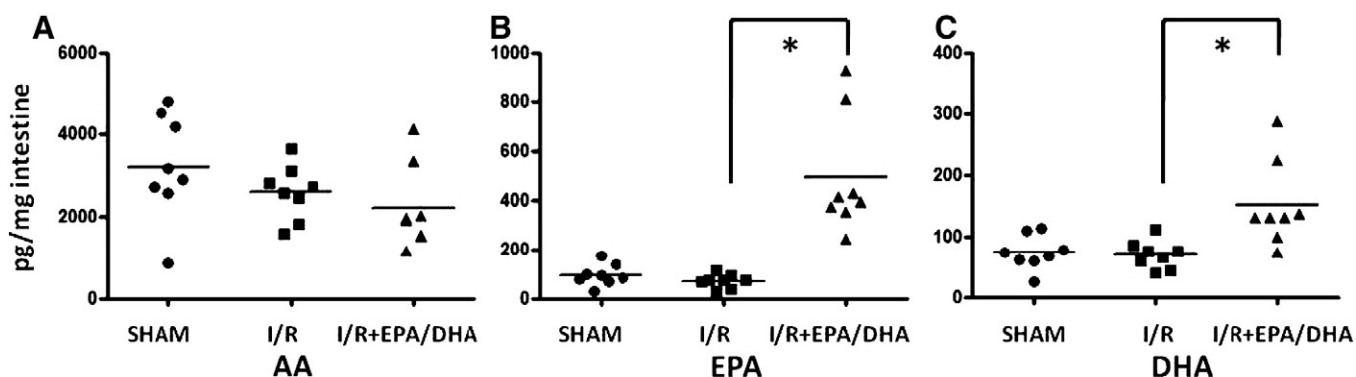 A
B
C
pg/mg intestine
6000
4000
2000
0
SHAM I/R I/R+EPA/DHA
AA
*
1000
800
600
400
200
0
SHAM I/R I/R+EPA/DHA
EPA
*
400
300
200
100
0
SHAM I/R I/R+EPA/DHA
DHA